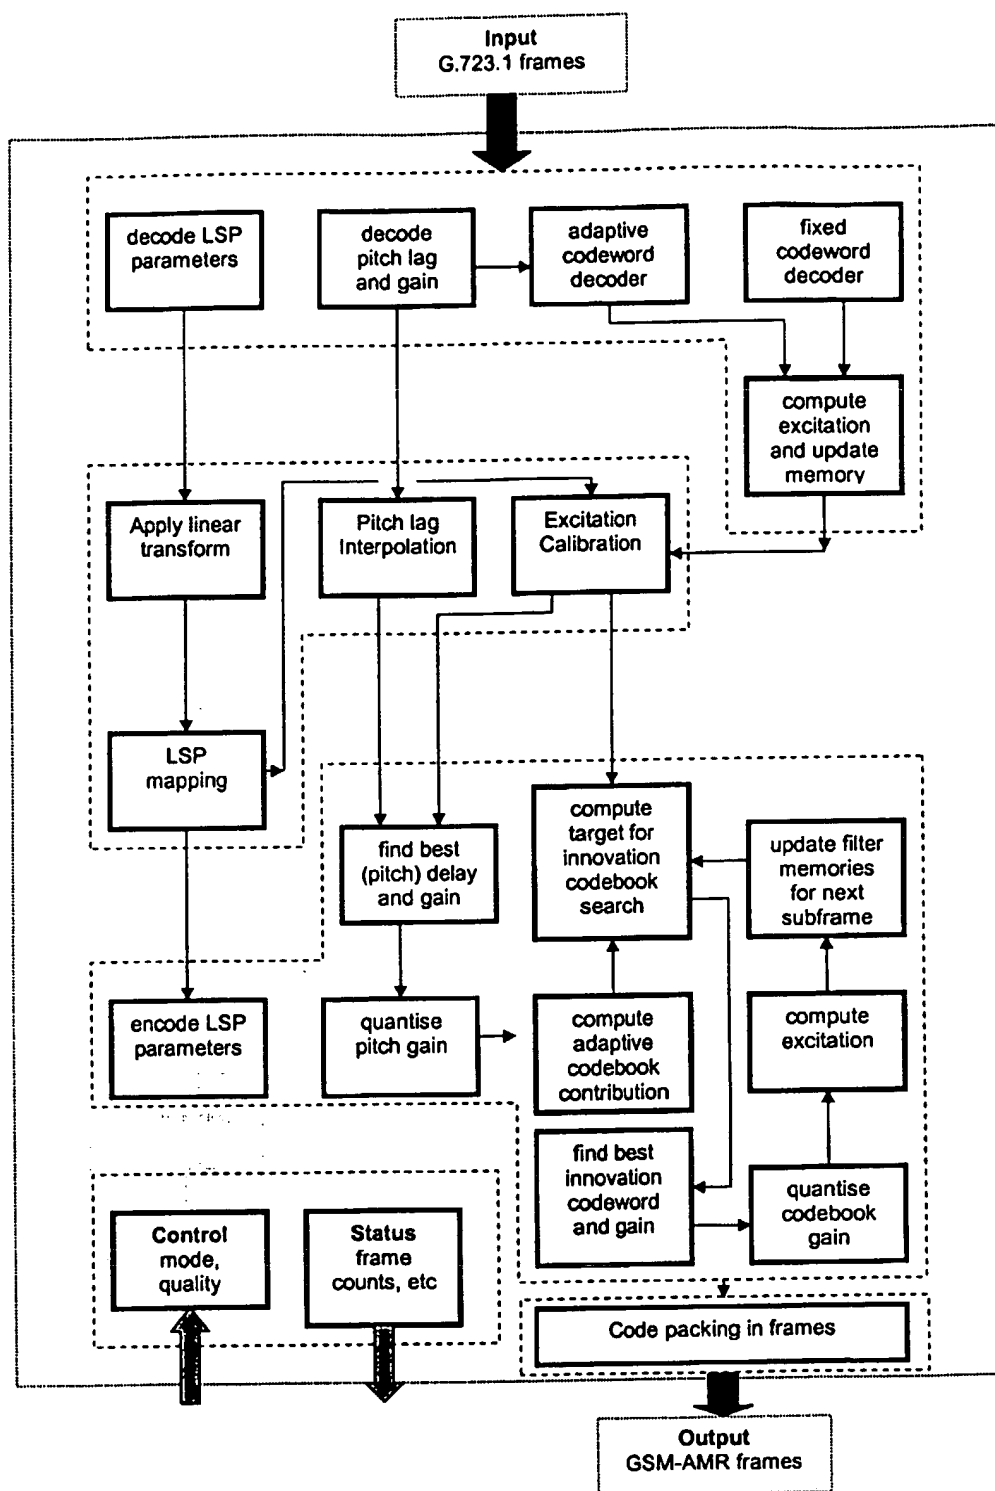 Input
G.723.1 frames
decode LSP
parameters
decode
pitch lag
and gain
adaptive
codeword
decoder
fixed
codeword
decoder
compute
excitation
and update
memory
Apply linear
transform
Pitch lag
Interpolation
Excitation
Calibration
LSP
mapping
find best
(pitch) delay
and gain
compute
target for
innovation
codebook
search
update filter
memories
for next
subframe
encode LSP
parameters
quantise
pitch gain
compute
adaptive
codebook
contribution
compute
excitation
find best
innovation
codeword
and gain
quantise
codebook
gain
Control
mode,
quality
Status
frame
counts, etc
Code packing in frames
Output
GSM-AMR frames